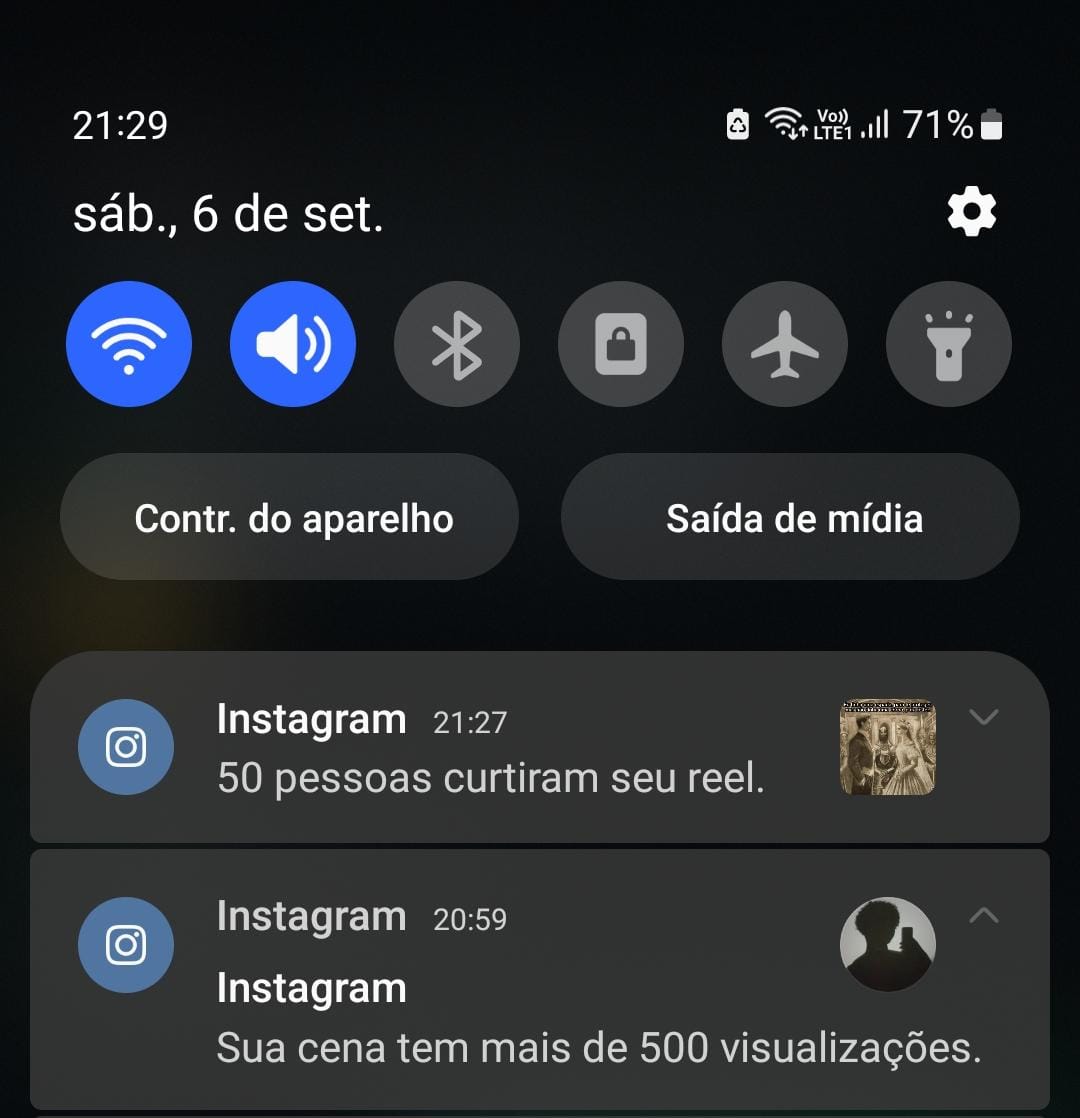 21:29
Vo)) LTE1 71%
sáb., 6 de set.
Contr. do aparelho
Saída de mídia
Instagram 21:27
50 pessoas curtiram seu reel.
Instagram 20:59
Instagram
Sua cena tem mais de 500 visualizações.